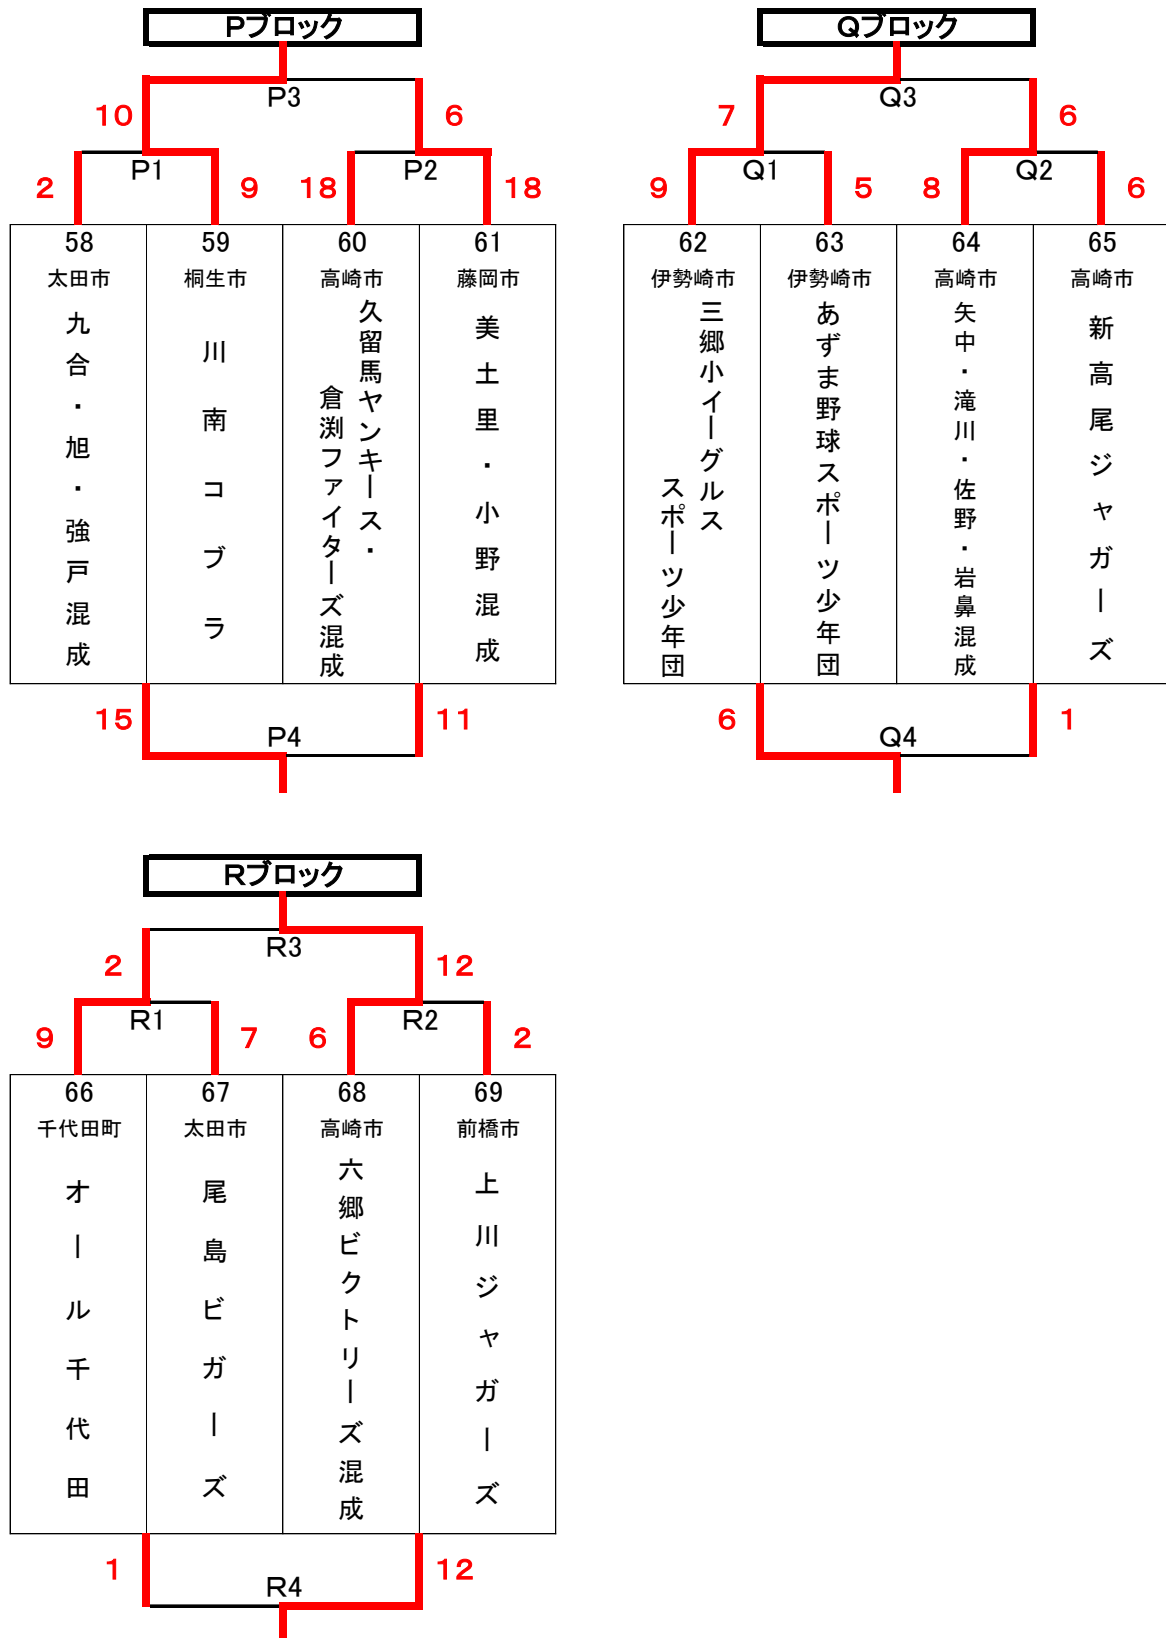 Pブロック
P3
10
6
P1
P2
2
9
18
18
58
59
60
61
太田市
桐生市
高崎市
藤岡市
九合・旭・強戸混成
川南コブラ
久留馬ヤンキース・
倉渕ファイターズ混成
美土里・小野混成
15
11
P4
Qブロック
Q3
7
6
Q1
Q2
9
5
8
6
62
63
64
65
伊勢崎市
伊勢崎市
高崎市
高崎市
三郷小イーグルス
スポーツ少年団
あずま野球スポーツ少年団
矢中・滝川・佐野・岩鼻混成
新高尾ジャガーズ
6
1
Q4
Rブロック
R3
2
12
R1
R2
9
7
6
2
66
67
68
69
千代田町
太田市
高崎市
前橋市
オール千代田
尾島ビガーズ
六郷ビクトリーズ混成
上川ジャガーズ
1
12
R4